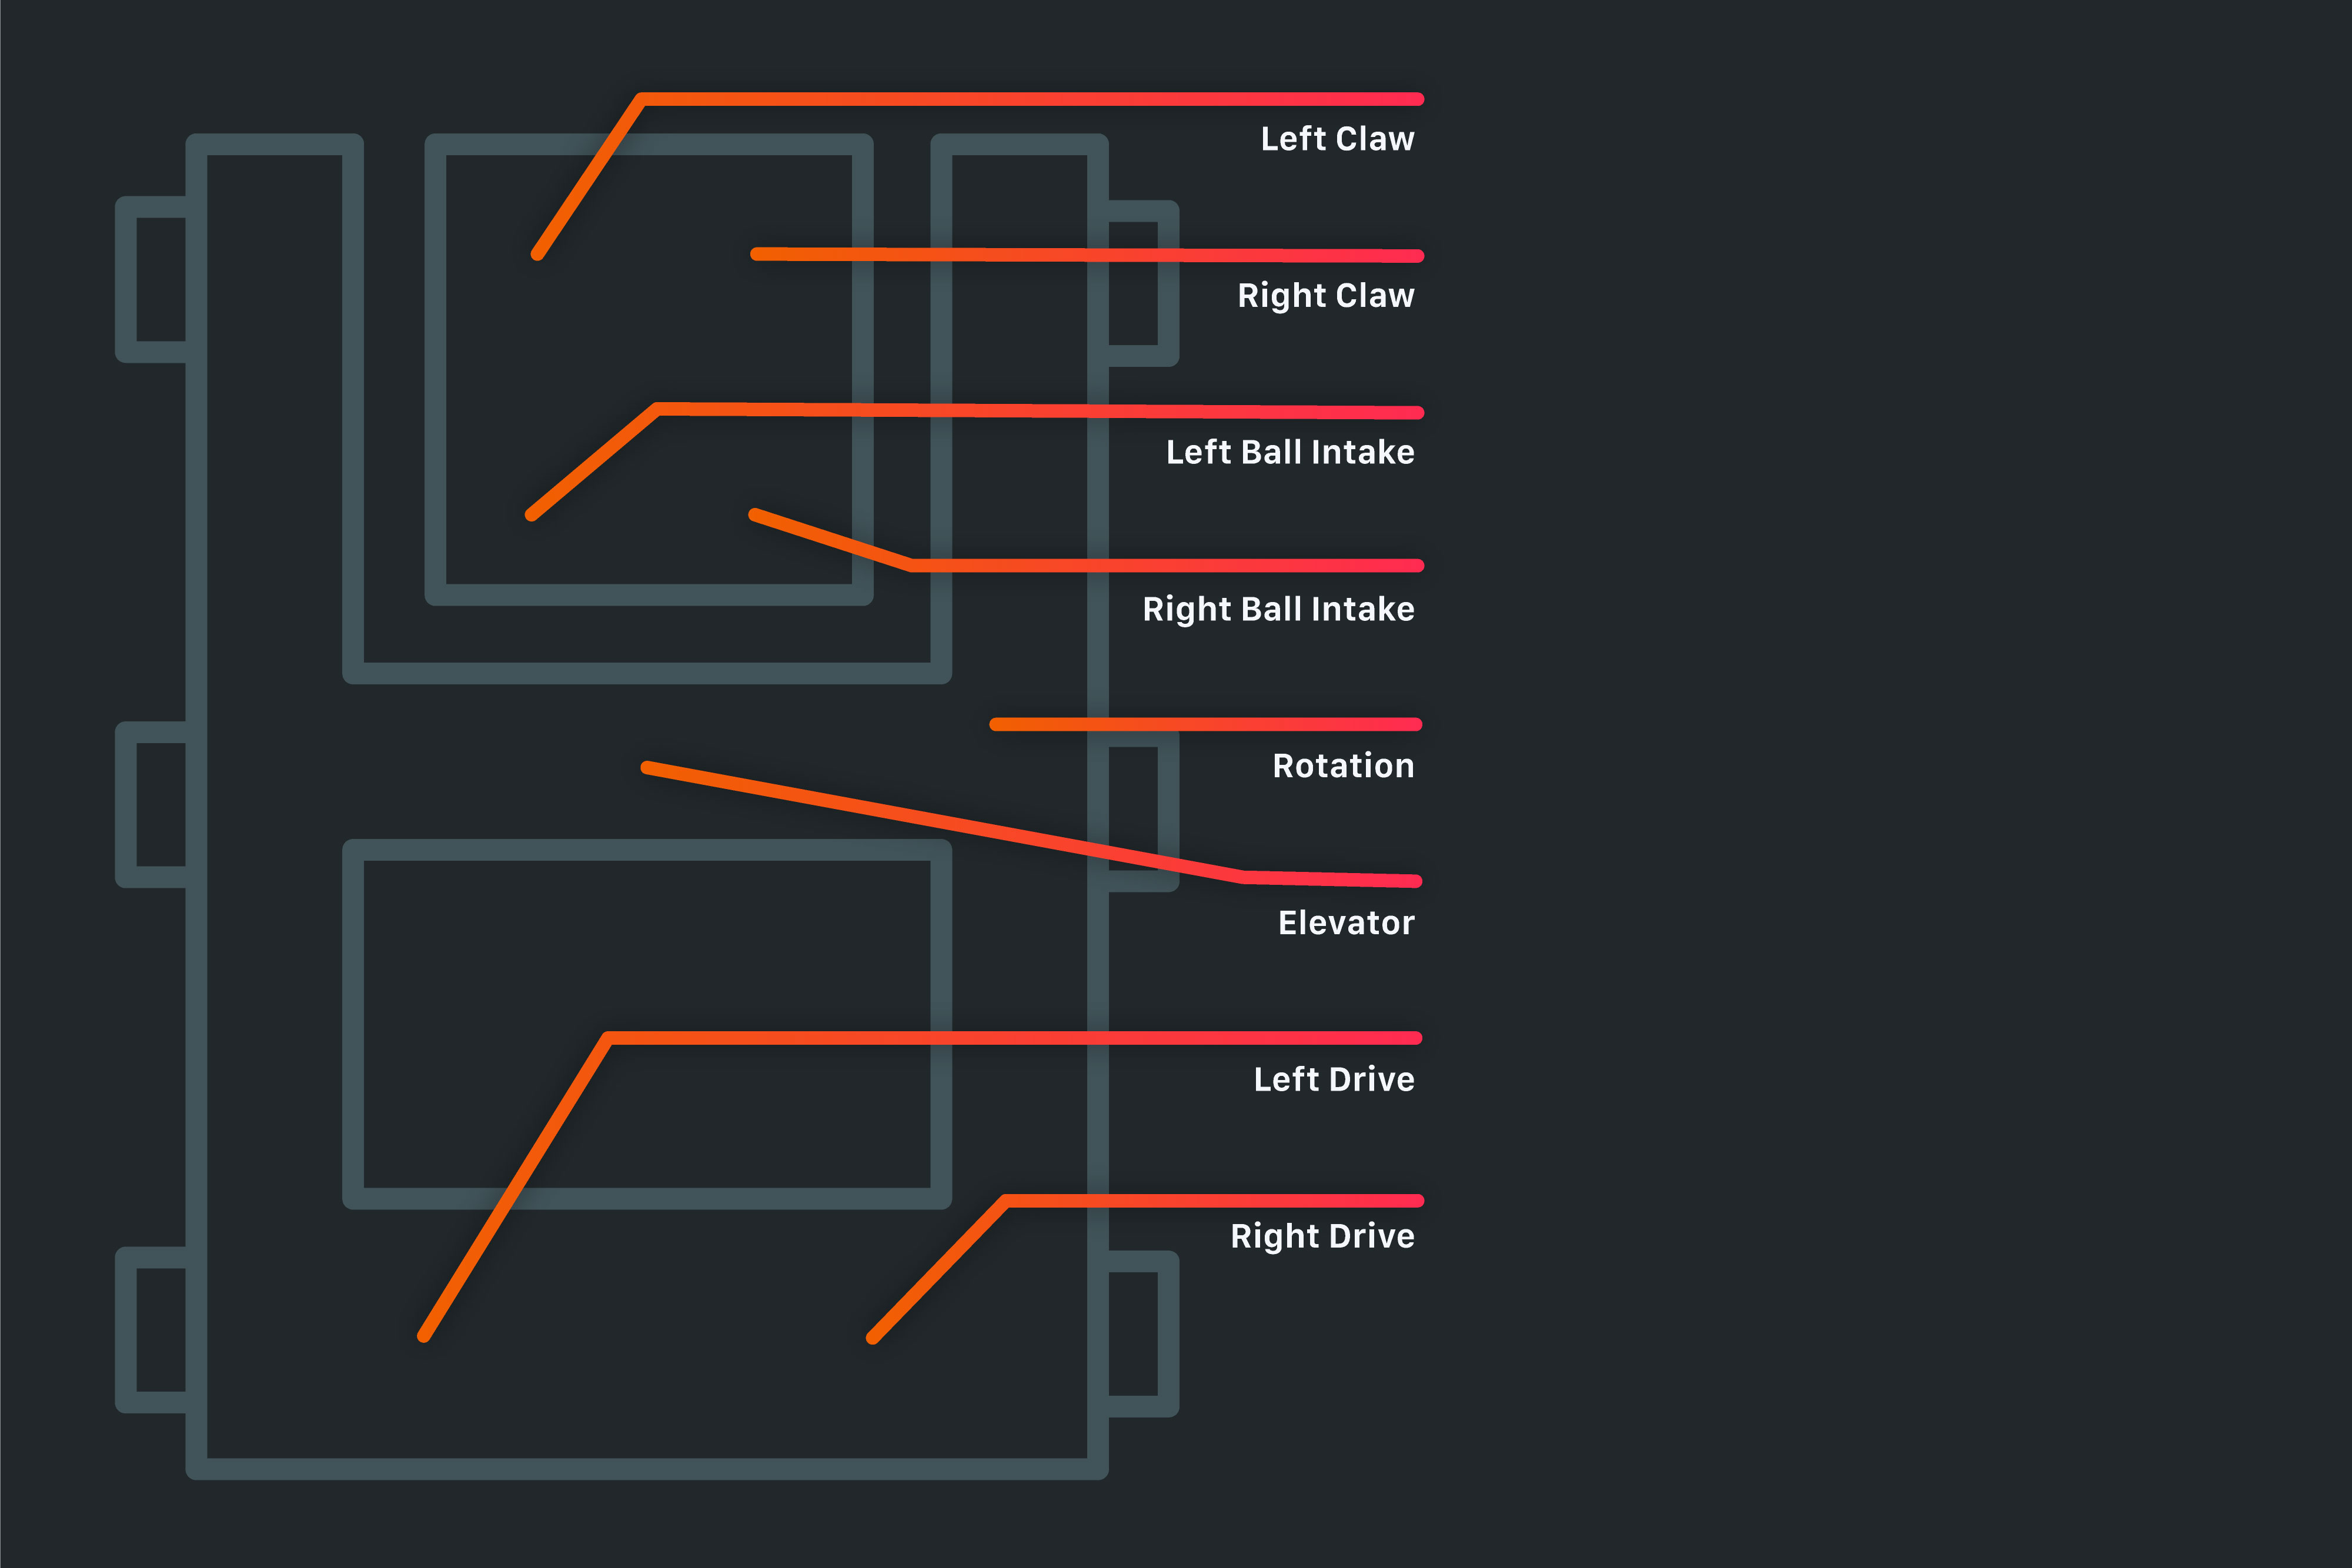 Left Claw
Right Claw
Left Ball Intake
Right Ball Intake
Rotation
Elevator
Left Drive
Right Drive